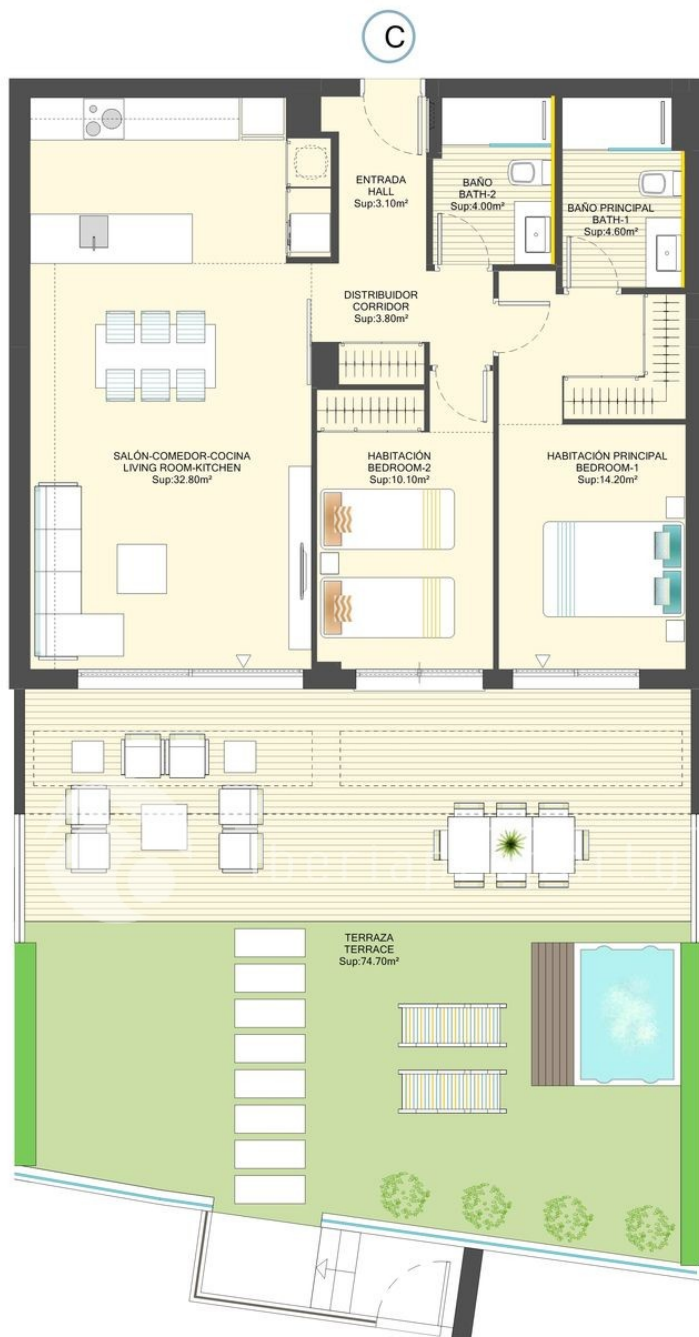 C
ENTRADA
HALL
Sup:3.10m²
BAÑO
BATH-2
Sup:4.00m²
BAÑO PRINCIPAL
BATH-1
Sup:4.60m²
DISTRIBUIDOR
CORRIDOR
Sup:3.80m²
SALÓN-COMEDOR-COCINA
LIVING ROOM-KITCHEN
Sup:32.80m²
HABITACIÓN
BEDROOM-2
Sup:10.10m²
HABITACIÓN PRINCIPAL
BEDROOM-1
Sup:14.20m²
TERRAZA
TERRACE
Sup:74.70m²